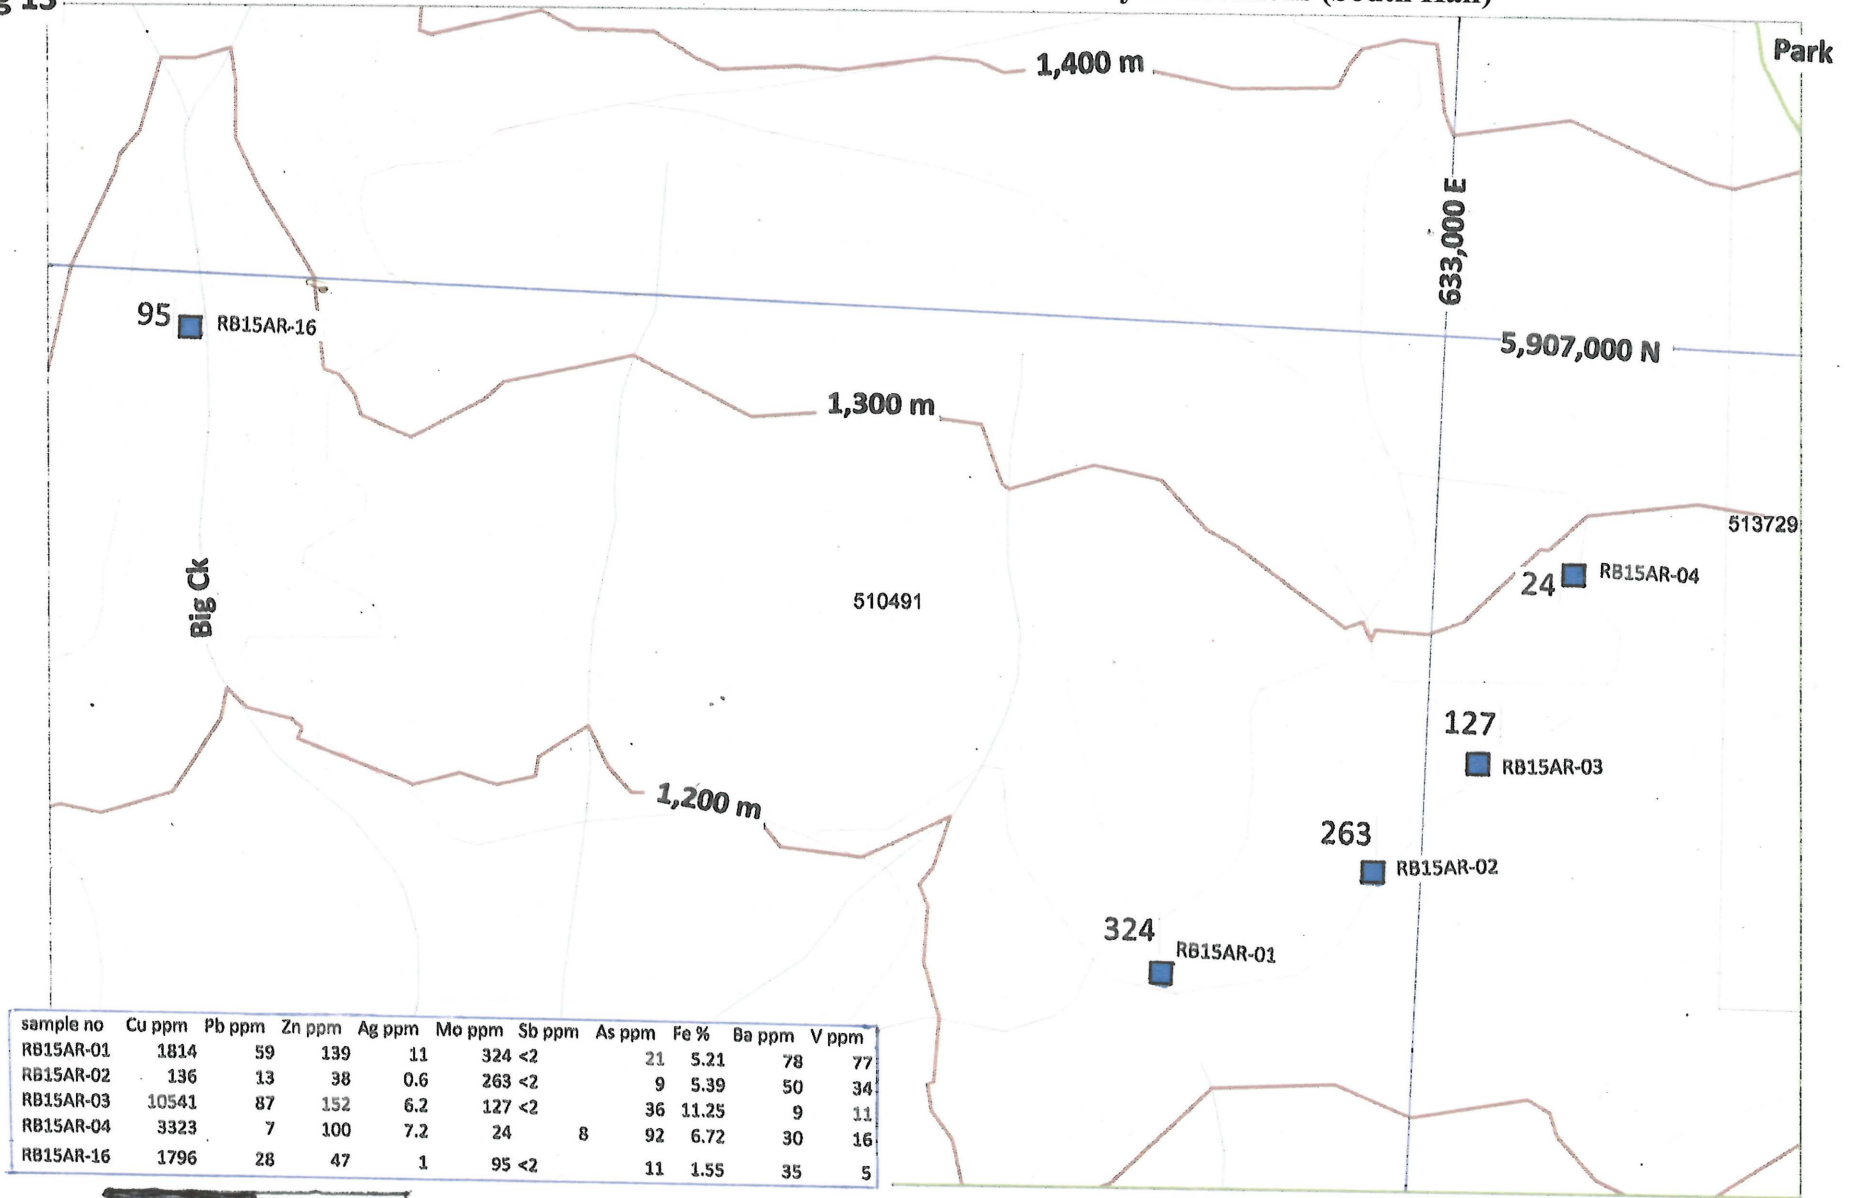 1,400 m
Park
633,000 E
95 RB15AR-16
5,907,000 N
1,300 m
513729
24 RB15AR-04
Big Ck
510491
127
RB15AR-03
1,200 m
263
RB15AR-02
324
RB15AR-01
sample no Cu ppm Pb ppm Zn ppm Ag ppm Mo ppm Sb ppm As ppm Fe % Ba ppm V ppm
RB15AR-01 1814 59 139 11 324 <2 21 5.21 78 77
RB15AR-02 136 13 38 0.6 263 <2 9 5.39 50 34
RB15AR-03 10541 87 152 6.2 127 <2 36 11.25 9 11
RB15AR-04 3323 7 100 7.2 24 8 92 6.72 30 16
RB15AR-16 1796 28 47 1 95 <2 11 1.55 35 5